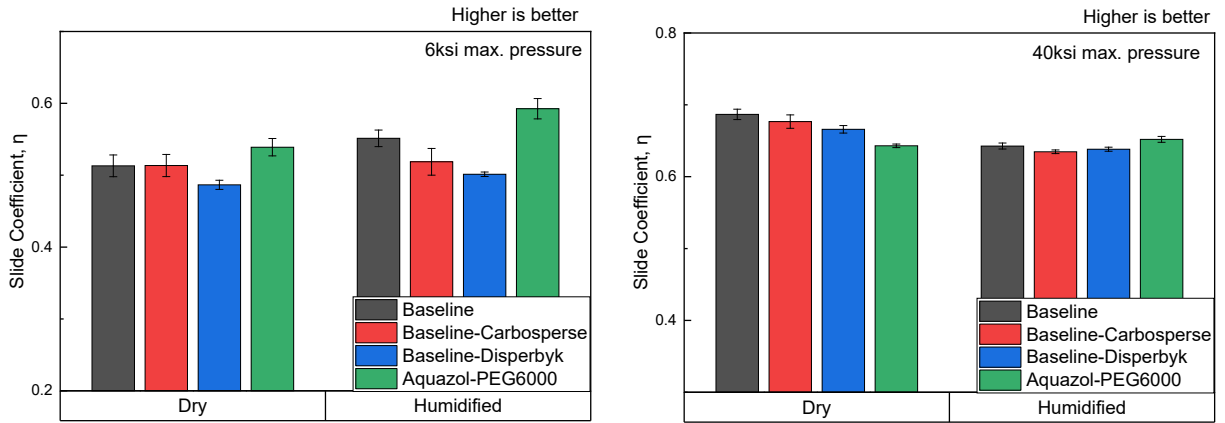 Higher is better
6ksi max. pressure
Slide Coefficient, η
0.6
0.4
0.2
Baseline
Baseline-Carbosperse
Baseline-Disperbyk
Aquazol-PEG6000
Dry
Humidified
Higher is better
40ksi max. pressure
Slide Coefficient, η
0.8
0.6
0.4
Baseline
Baseline-Carbosperse
Baseline-Disperbyk
Aquazol-PEG6000
Dry
Humidified